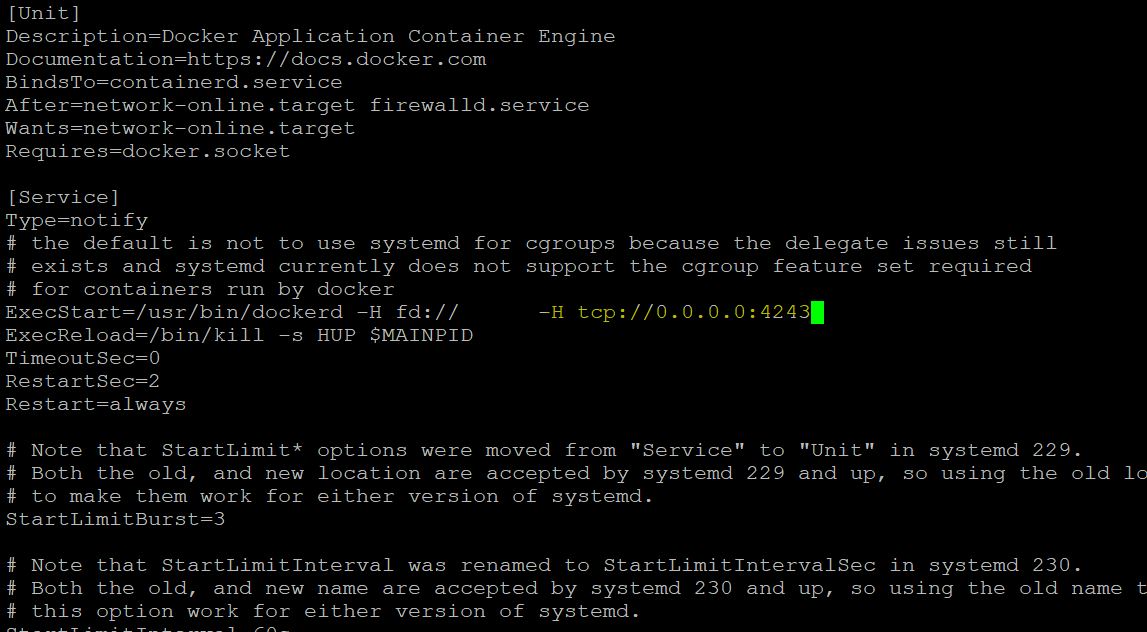 [Unit]
Description=Docker Application Container Engine
Documentation=https://docs.docker.com
BindsTo=containerd.service
After=network-online.target firewalld.service
Wants=network-online.target
Requires=docker.socket
[Service]
Type=notify
# the default is not to use systemd for cgroups because the delegate issues still
# exists and systemd currently does not support the cgroup feature set required
# for containers run by docker
ExecStart=/usr/bin/dockerd -H fd://      -H tcp://0.0.0.0:4243
ExecReload=/bin/kill -s HUP $MAINPID
TimeoutSec=0
RestartSec=2
Restart=always
# Note that StartLimit* options were moved from "Service" to "Unit" in systemd 229.
# Both the old, and new location are accepted by systemd 229 and up, so using the old lo
# to make them work for either version of systemd.
StartLimitBurst=3
# Note that StartLimitInterval was renamed to StartLimitIntervalSec in systemd 230.
# Both the old, and new name are accepted by systemd 230 and up, so using the old name t
# this option work for either version of systemd.
StartLimitInterval=60s